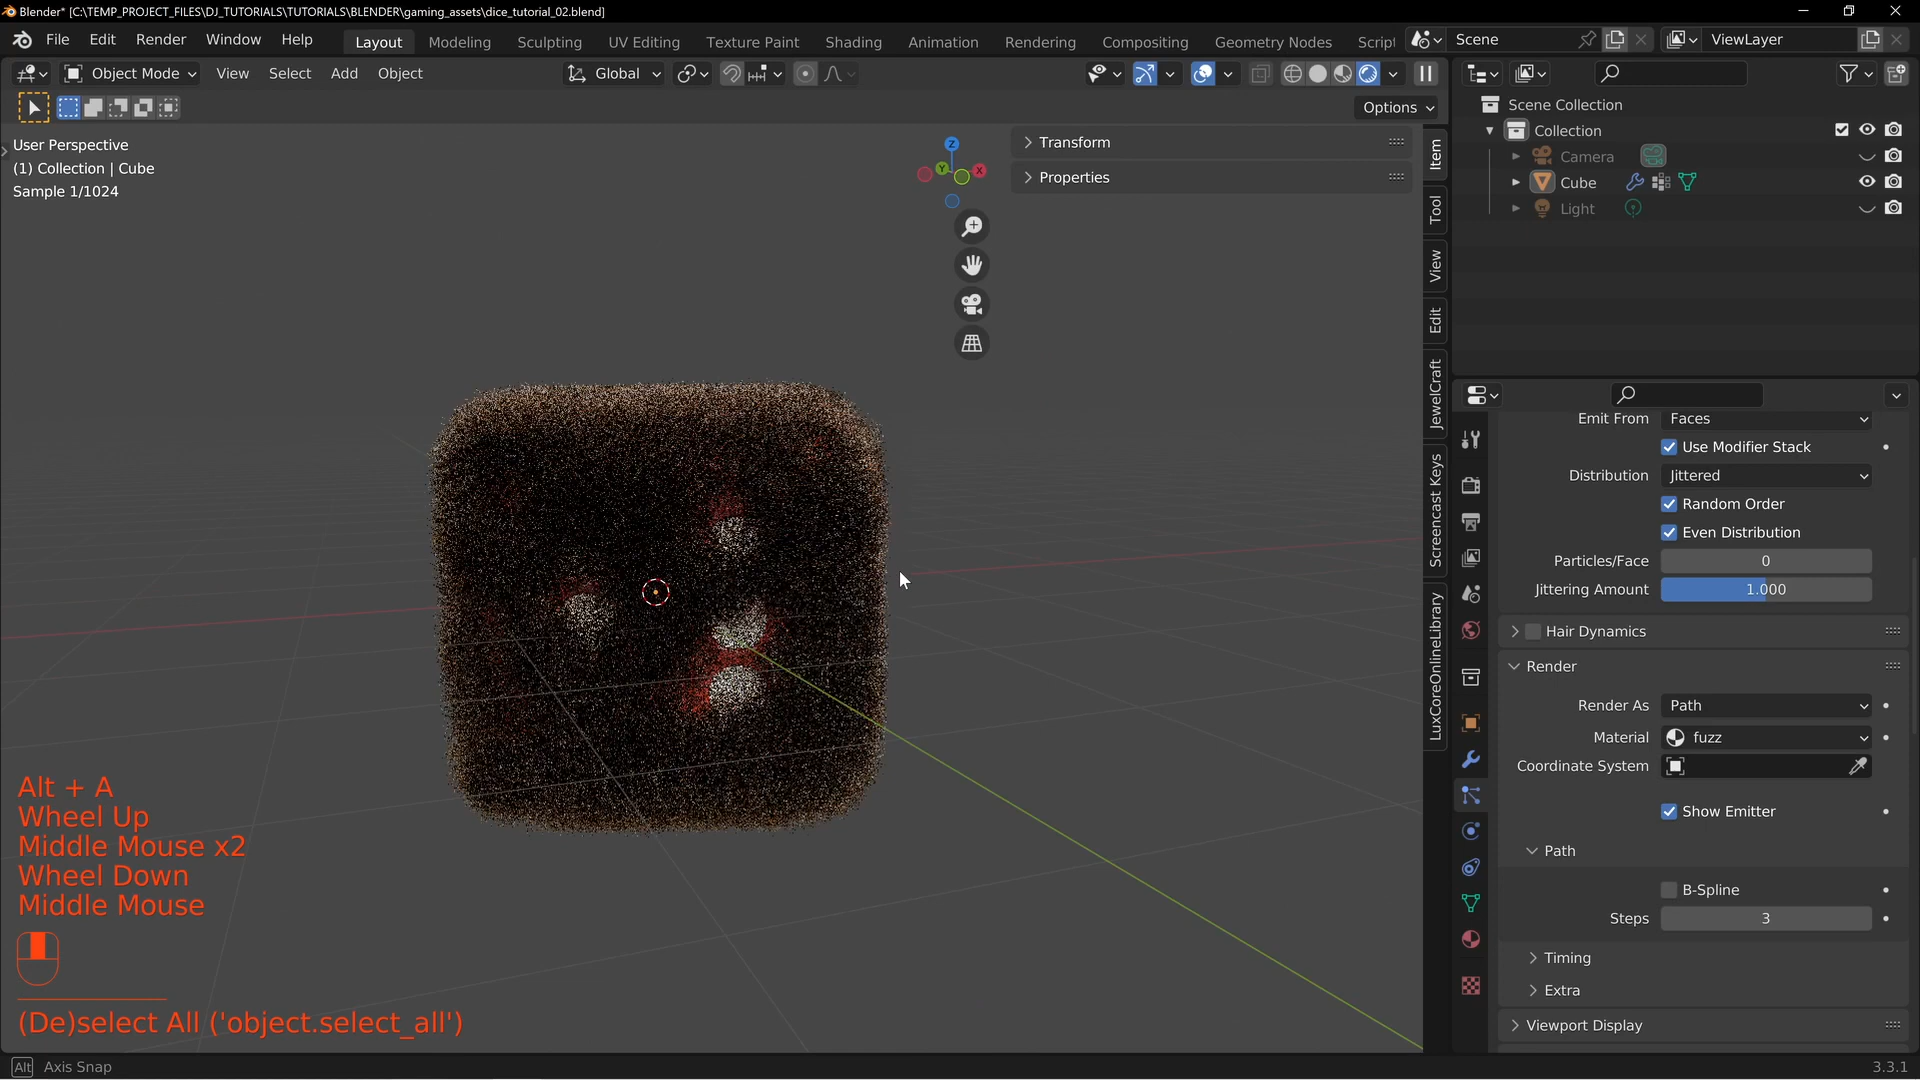 Blender* [C:\TEMP_PROJECT_FILES\DJ_TUTORIALS\TUTORIALS\BLENDER\gaming_assets\dice_tutorial_02.blend]
File Edit Render Window Help Layout Modeling Sculpting UV Editing Texture Paint Shading Animation Rendering Compositing Geometry Nodes Script Scene ViewLayer
Object Mode View Select Add Object Global
Options
User Perspective
(1) Collection | Cube
Sample 1/1024
Z
Y
X
Transform
Properties
Item
Tool
View
Edit
JewelCraft
Screencast Keys
LuxCoreOnlineLibrary
Scene Collection
Collection
Camera
Cube
Light
Emit From Faces
Use Modifier Stack
Distribution Jittered
Random Order
Even Distribution
Particles/Face 0
Jittering Amount 1.000
Hair Dynamics
Render
Render As Path
Material fuzz
Coordinate System
Show Emitter
Path
B-Spline
Steps 3
Timing
Extra
Viewport Display
Alt + A
Wheel Up
Middle Mouse x2
Wheel Down
Middle Mouse
(De)select All ('object.select_all')
Alt Axis Snap
3.3.1